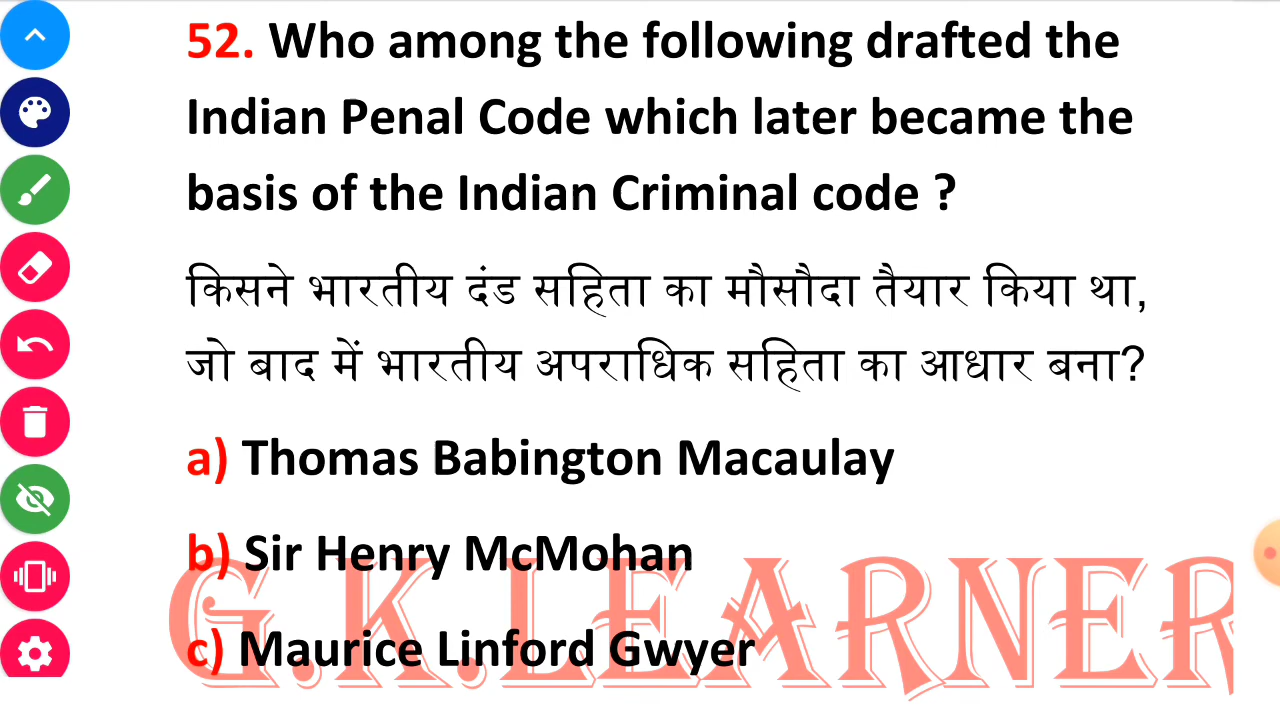 52. Who among the following drafted the
Indian Penal Code which later became the
basis of the Indian Criminal code ?
किसने भारतीय दंड सहिता का मौसौदा तैयार किया था,
जो बाद में भारतीय अपराधिक सहिता का आधार बना?
a) Thomas Babington Macaulay
b) Sir Henry McMohan
G.K.LEARNER
c) Maurice Linford Gwyer